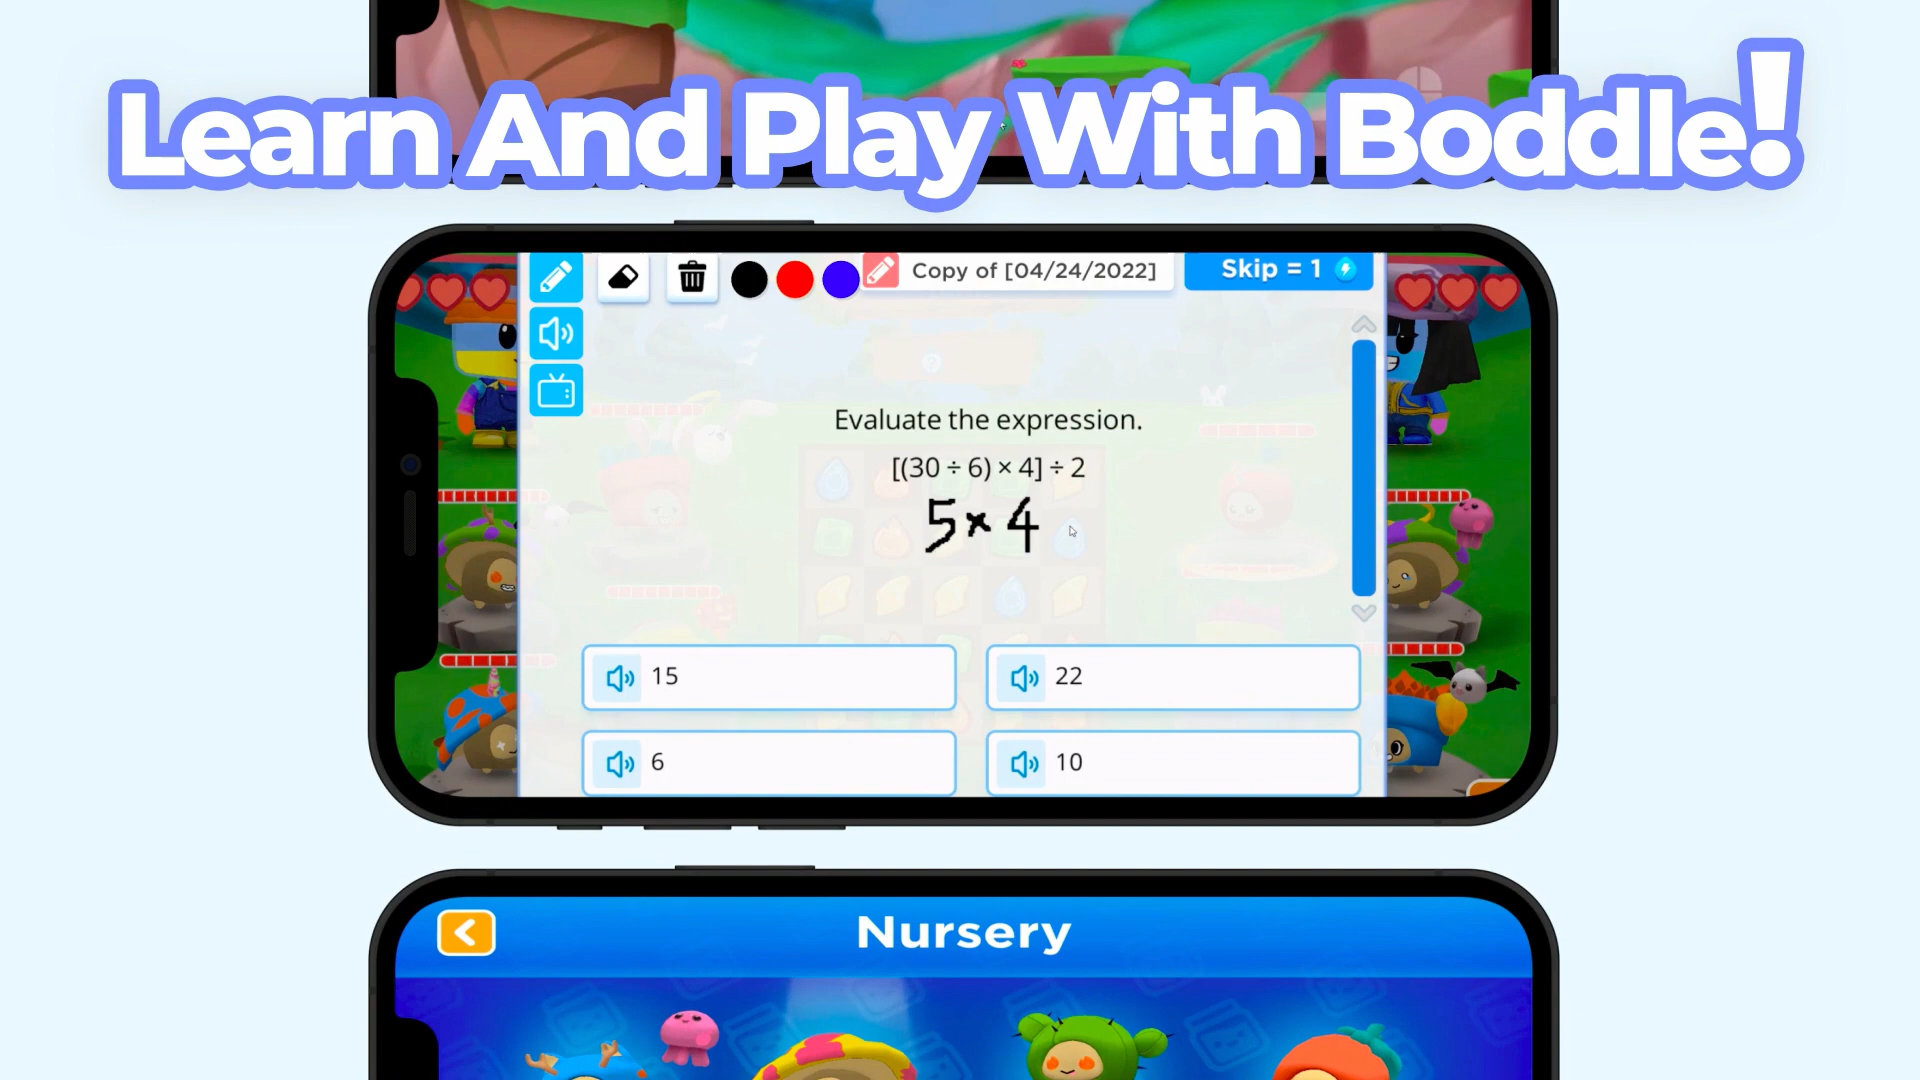 Learn And Play With Boddle!
Copy of [04/24/2022]
Skip = 1
Evaluate the expression.
[(30 ÷ 6) × 4] ÷ 2
5 × 4
15
22
6
10
Nursery